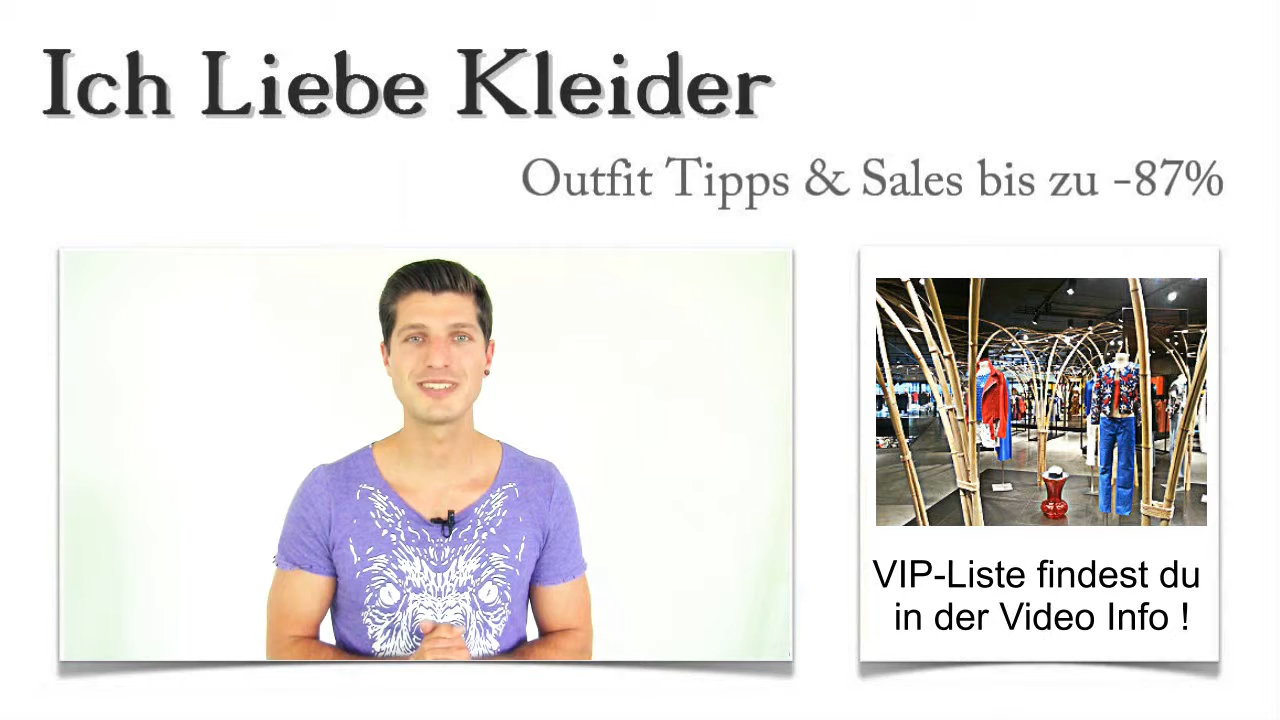 Ich Liebe Kleider
Outfit Tipps & Sales bis zu -87%
VIP-Liste findest du
in der Video Info !